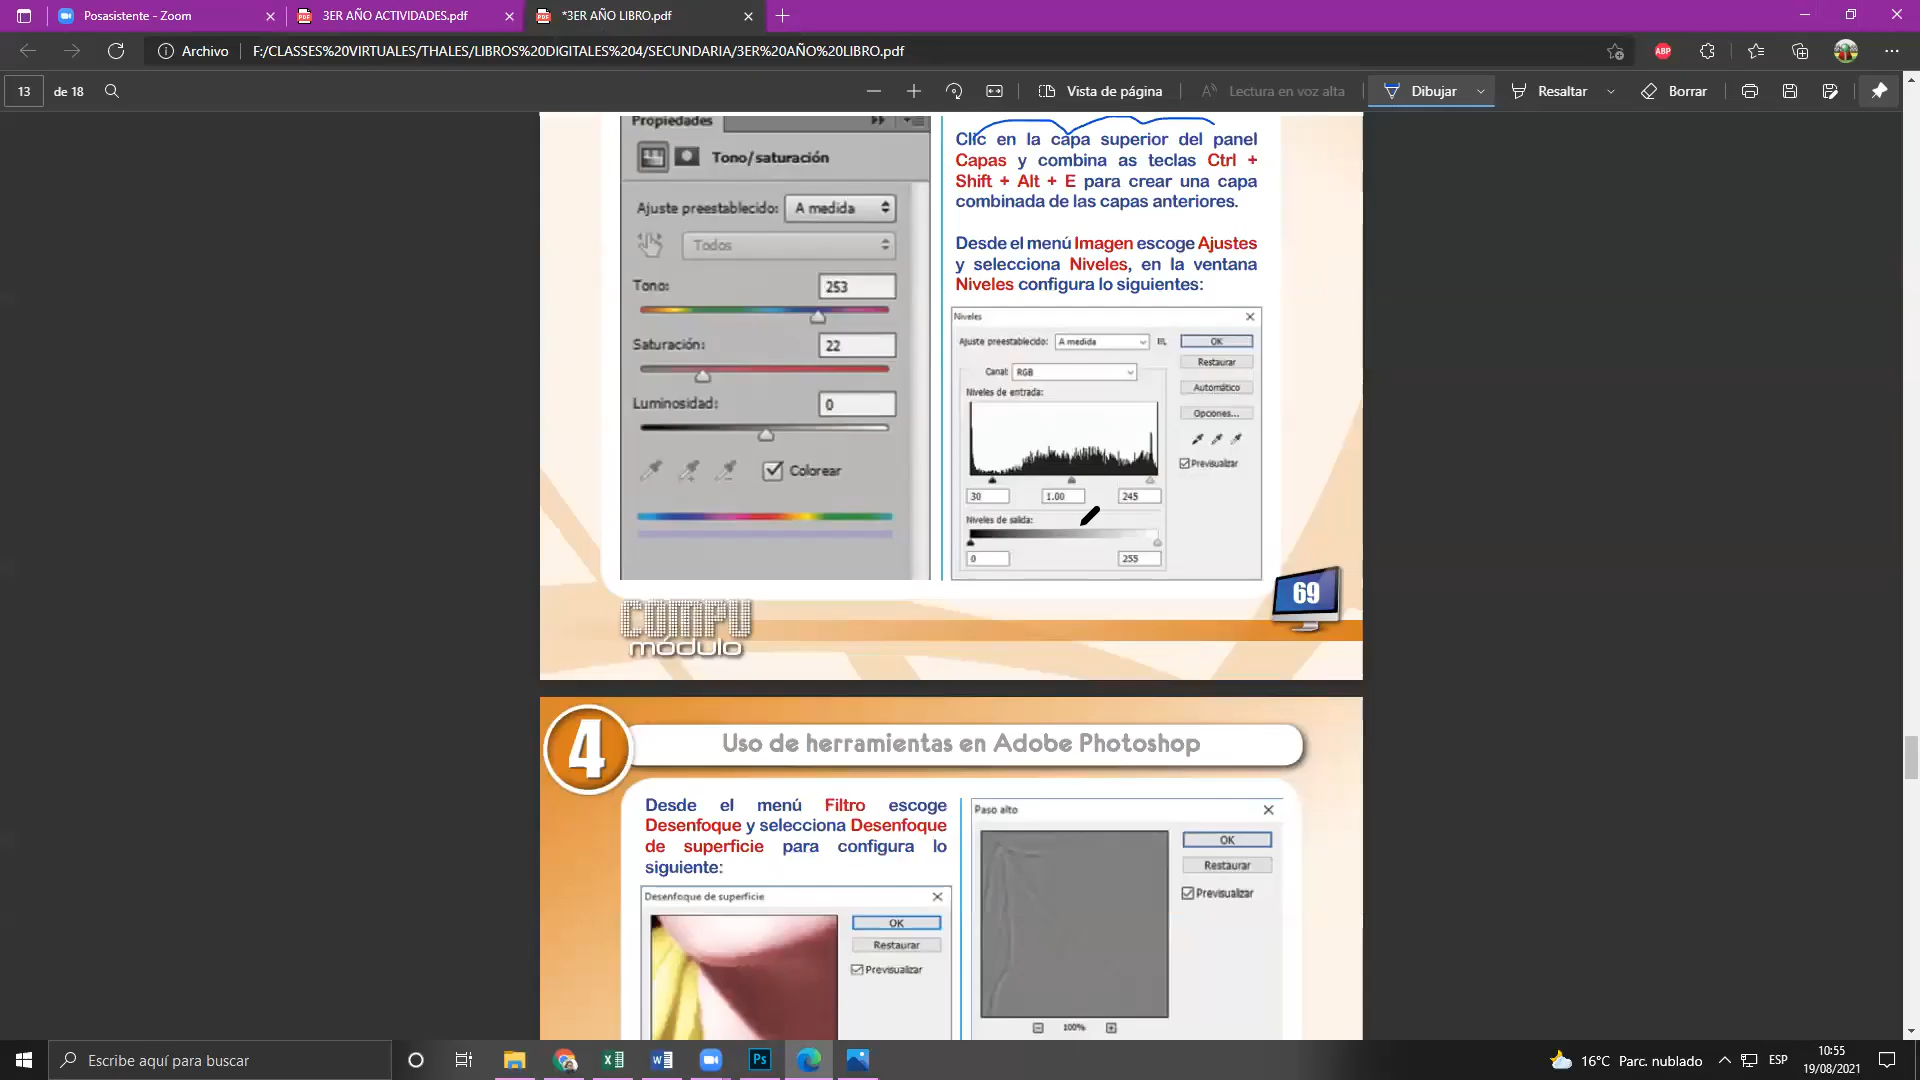 Posasistente - Zoom
3ER AÑO ACTIVIDADES.pdf
*3ER AÑO LIBRO.pdf
Archivo
F:/CLASSES%20VIRTUALES/THALES/LIBROS%20DIGITALES%204/SECUNDARIA/3ER%20AÑO%20LIBRO.pdf
ABP
13 de 18
Vista de página
Lectura en voz alta
Dibujar
Resaltar
Borrar
Propiedades
Tono/saturación
Ajuste preestablecido: A medida
Todos
Tono: 253
Saturación: 22
Luminosidad: 0
Colorear
Clic en la capa superior del panel
Capas y combina as teclas Ctrl +
Shift + Alt + E para crear una capa
combinada de las capas anteriores.
Desde el menú Imagen escoge Ajustes
y selecciona Niveles, en la ventana
Niveles configura lo siguientes:
Niveles
Ajuste preestablecido: A medida
OK
Restaurar
Canal: RGB
Automático
Niveles de entrada:
Opciones...
Previsualizar
30 1.00 245
Niveles de salida:
0 255
69
COMPU
módulo
4
Uso de herramientas en Adobe Photoshop
Desde el menú Filtro escoge
Desenfoque y selecciona Desenfoque
de superficie para configura lo
siguiente:
Desenfoque de superficie
OK
Restaurar
Previsualizar
Paso alto
OK
Restaurar
Previsualizar
100%
Escribe aquí para buscar
Ps
16°C Parc. nublado
ESP
10:55
19/08/2021